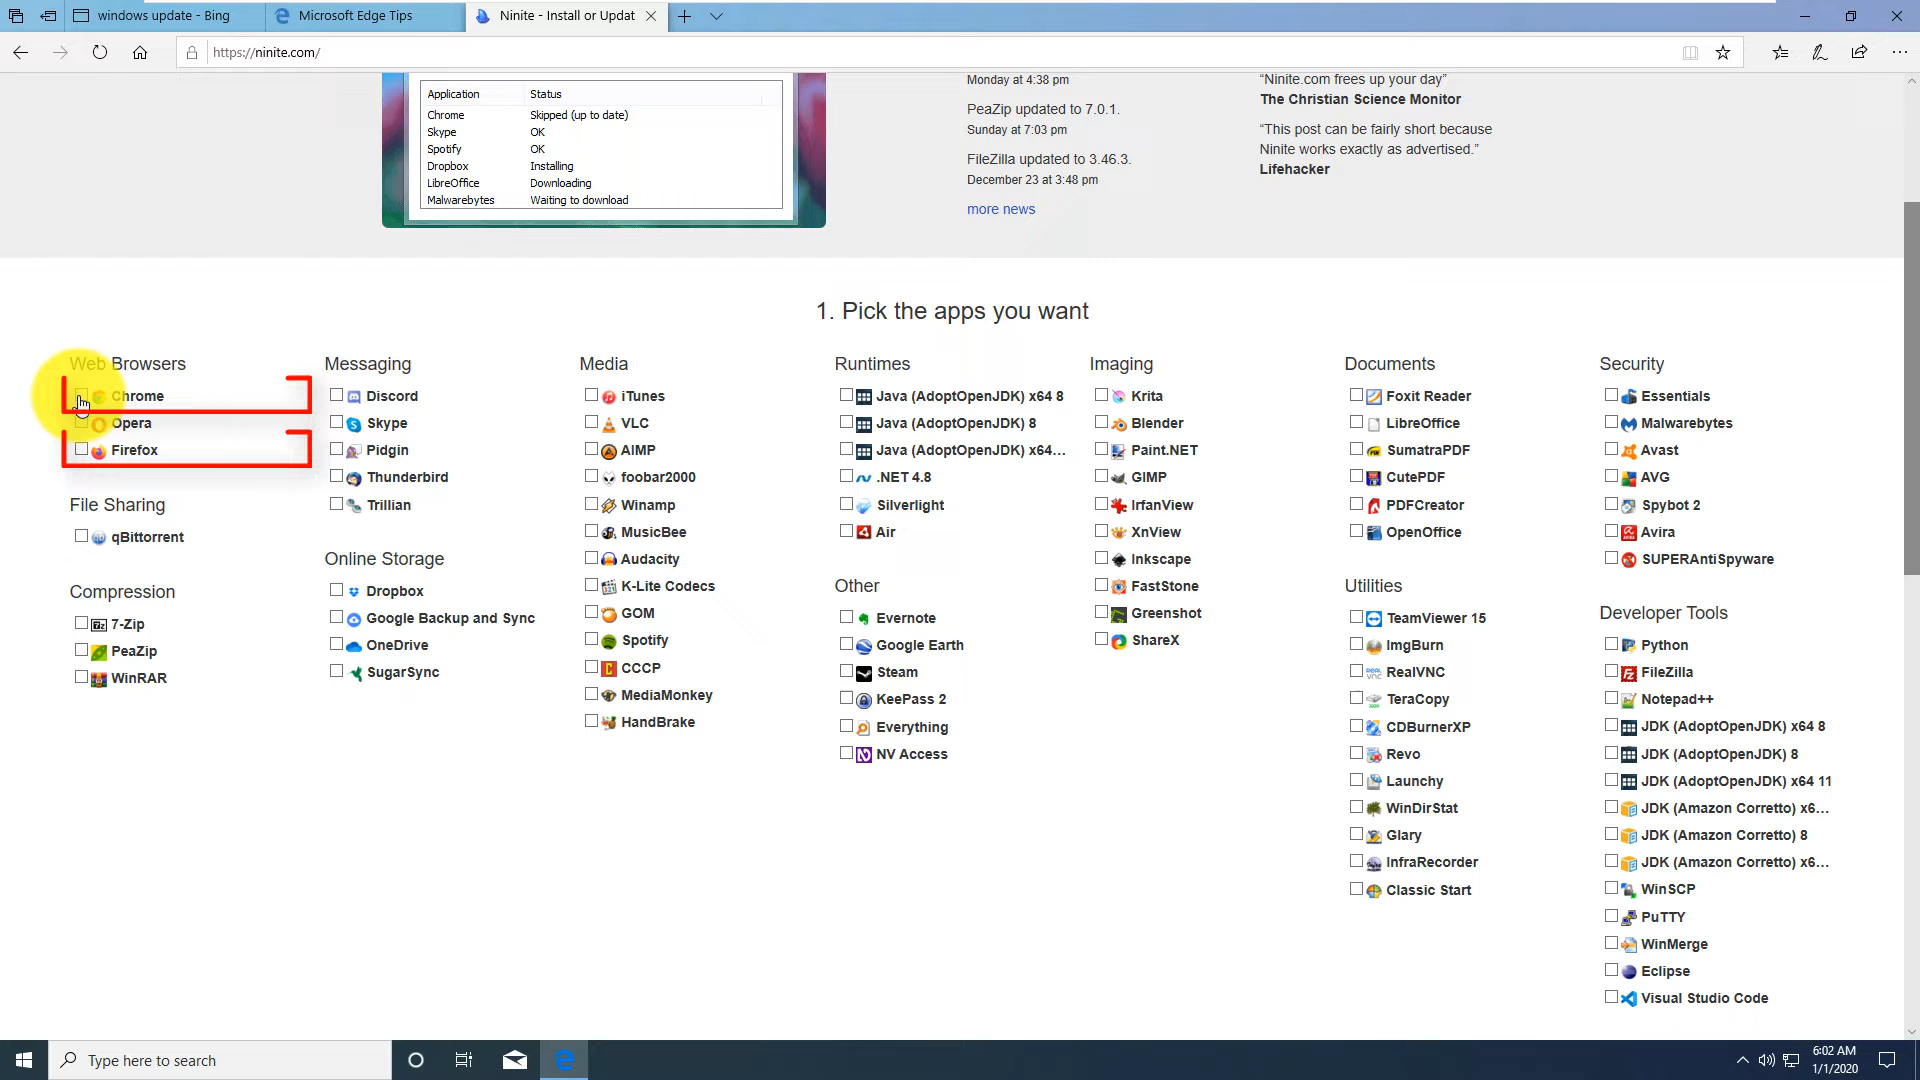 windows update - Bing
Microsoft Edge Tips
Ninite - Install or Updat
https://ninite.com/
Application Status
Chrome Skipped (up to date)
Skype OK
Spotify OK
Dropbox Installing
LibreOffice Downloading
Malwarebytes Waiting to download
Monday at 4:38 pm
PeaZip updated to 7.0.1.
Sunday at 7:03 pm
FileZilla updated to 3.46.3.
December 23 at 3:48 pm
more news
“Ninite.com frees up your day”
The Christian Science Monitor
“This post can be fairly short because
Ninite works exactly as advertised.”
Lifehacker
1. Pick the apps you want
Web Browsers
Chrome
Opera
Firefox
File Sharing
qBittorrent
Compression
7-Zip
PeaZip
WinRAR
Messaging
Discord
Skype
Pidgin
Thunderbird
Trillian
Online Storage
Dropbox
Google Backup and Sync
OneDrive
SugarSync
Media
iTunes
VLC
AIMP
foobar2000
Winamp
MusicBee
Audacity
K-Lite Codecs
GOM
Spotify
CCCP
MediaMonkey
HandBrake
Runtimes
Java (AdoptOpenJDK) x64 8
Java (AdoptOpenJDK) 8
Java (AdoptOpenJDK) x64...
.NET 4.8
Silverlight
Air
Other
Evernote
Google Earth
Steam
KeePass 2
Everything
NV Access
Imaging
Krita
Blender
Paint.NET
GIMP
IrfanView
XnView
Inkscape
FastStone
Greenshot
ShareX
Documents
Foxit Reader
LibreOffice
SumatraPDF
CutePDF
PDFCreator
OpenOffice
Utilities
TeamViewer 15
ImgBurn
RealVNC
TeraCopy
CDBurnerXP
Revo
Launchy
WinDirStat
Glary
InfraRecorder
Classic Start
Security
Essentials
Malwarebytes
Avast
AVG
Spybot 2
Avira
SUPERAntiSpyware
Developer Tools
Python
FileZilla
Notepad++
JDK (AdoptOpenJDK) x64 8
JDK (AdoptOpenJDK) 8
JDK (AdoptOpenJDK) x64 11
JDK (Amazon Corretto) x6...
JDK (Amazon Corretto) 8
JDK (Amazon Corretto) x6...
WinSCP
PuTTY
WinMerge
Eclipse
Visual Studio Code
Type here to search
6:02 AM
1/1/2020